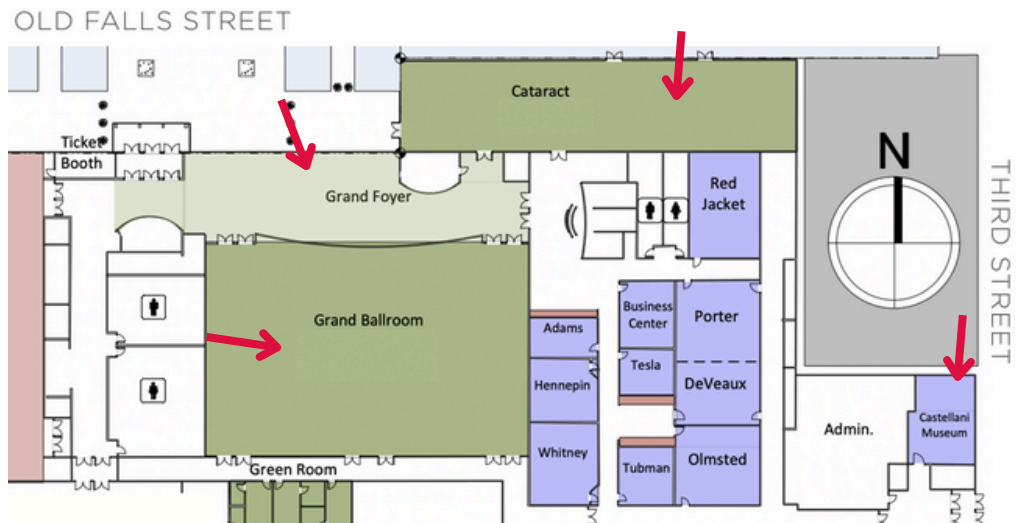 OLD FALLS STREET
Cataract
Ticket
Booth
Grand Foyer
Red
Jacket
N
THIRD STREET
Grand Ballroom
Adams
Business
Center
Porter
Tesla
Hennepin
DeVeaux
Castellani
Museum
Admin.
Whitney
Tubman
Olmsted
Green Room